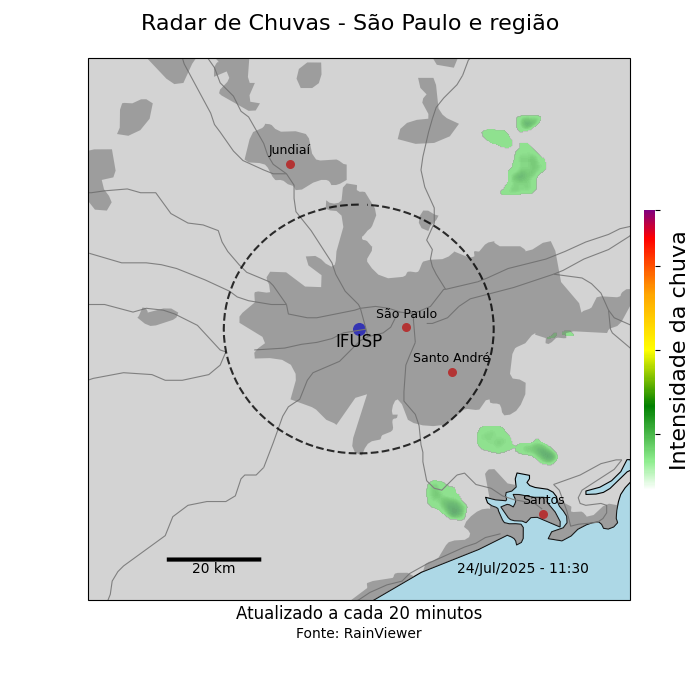 Radar de Chuvas - São Paulo e região
Jundiaí
São Paulo
IFUSP
Santo André
Santos
20 km
24/Jul/2025 - 11:30
Intensidade da chuva
Atualizado a cada 20 minutos
Fonte: RainViewer